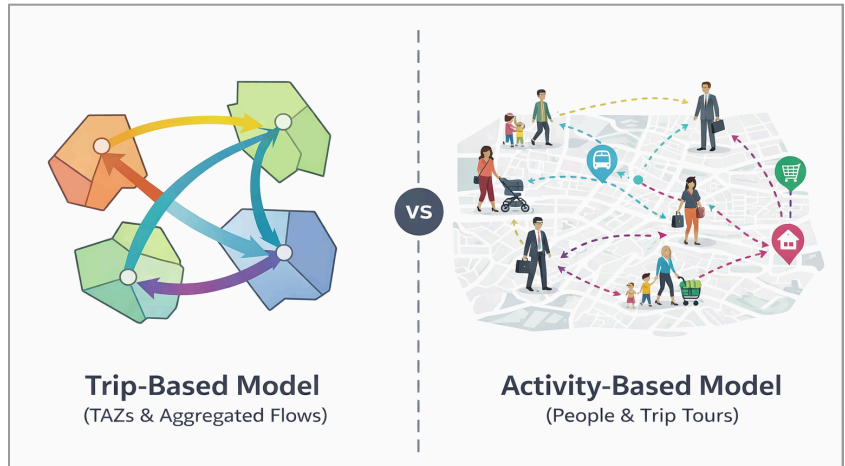 VS
Trip-Based Model
(TAZs & Aggregated Flows)
Activity-Based Model
(People & Trip Tours)